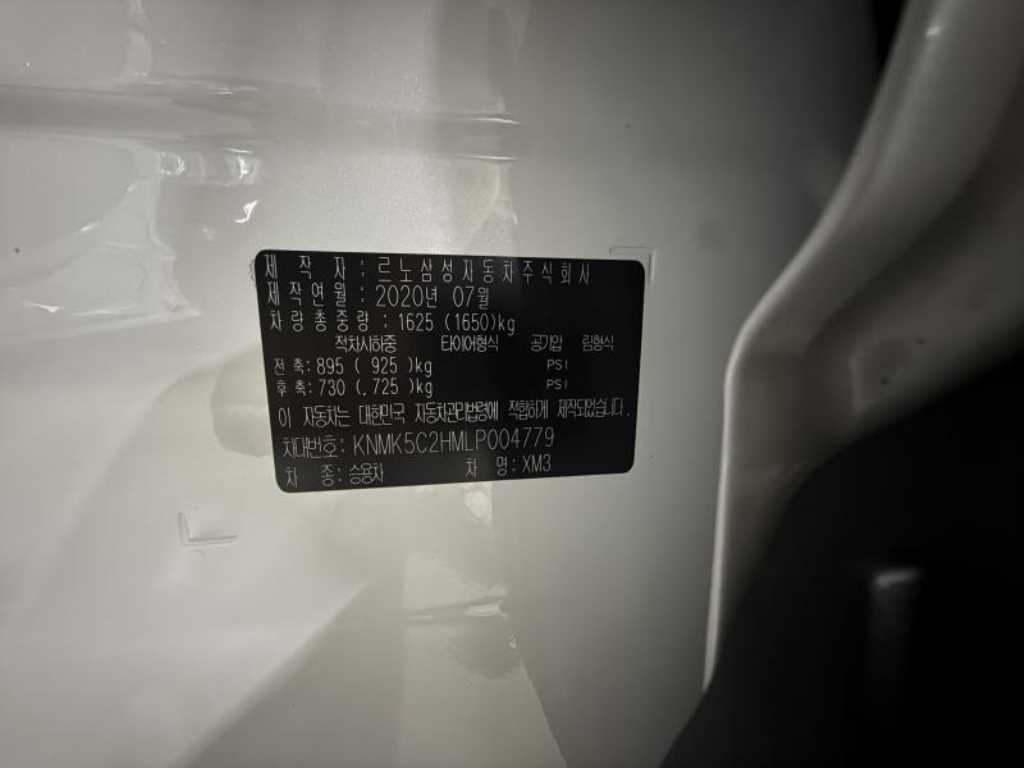 제 작 자 : 르노삼성자동차주식회사
제작연월 : 2020년 07월
차량총중량 : 1625 (1650)kg
적차시하중 타이어형식 공기압 림형식
전 축: 895 ( 925 )kg PSI
후 축: 730 (.725 )kg PSI
이 자동차는 대한민국 자동차관리법령에 적합하게 제작되었습니다.
차대번호: KNMK5C2HMLP004779
차 종: 승용차 차 명: XM3